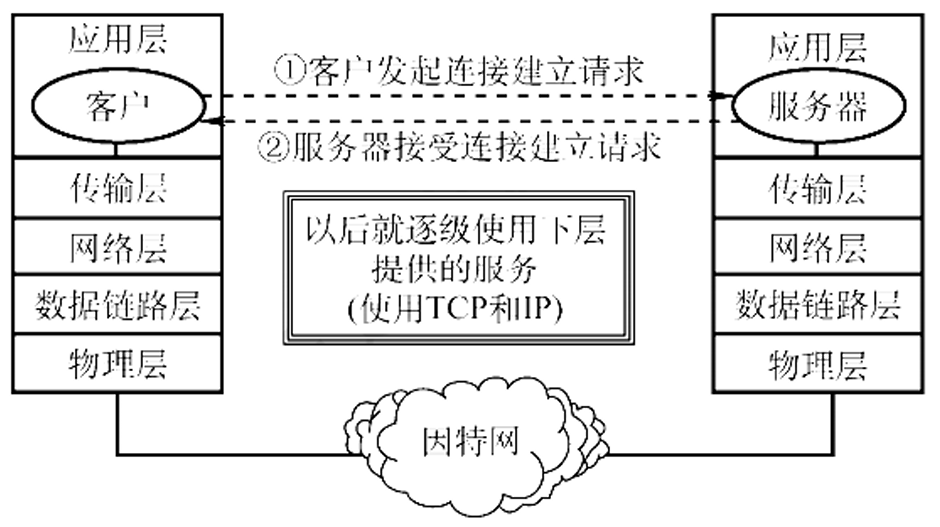 应用层
客户
传输层
网络层
数据链路层
物理层
①客户发起连接建立请求
②服务器接受连接建立请求
以后就逐级使用下层
提供的服务
(使用TCP和IP)
因特网
应用层
服务器
传输层
网络层
数据链路层
物理层